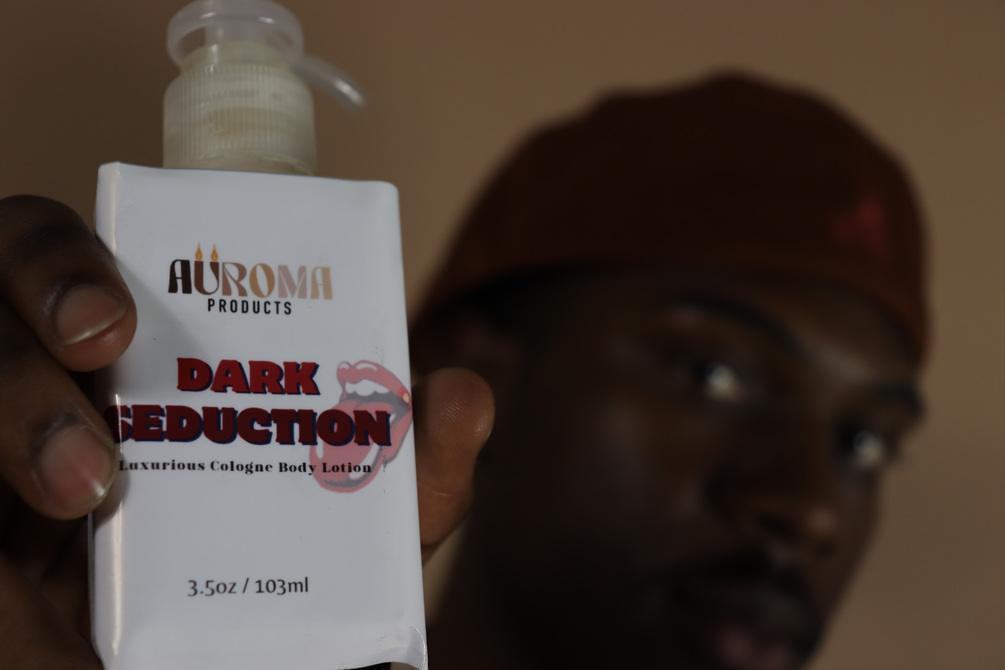 AUROMA
PRODUCTS
DARK
SEDUCTION
Luxurious Cologne Body Lotion
3.5oz / 103ml